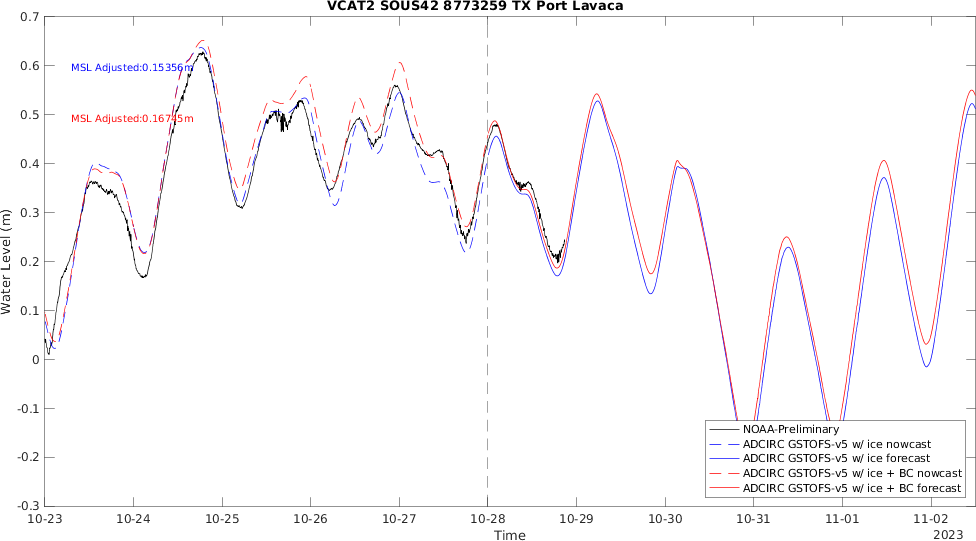 VCAT2 SOUS42 8773259 TX Port Lavaca
0.7
0.6
0.5
0.4
0.3
0.2
0.1
0
-0.1
-0.2
-0.3
Water Level (m)
MSL Adjusted:0.15356m
MSL Adjusted:0.16745m
NOAA-Preliminary
ADCIRC GSTOFS-v5 w/ ice nowcast
ADCIRC GSTOFS-v5 w/ ice forecast
ADCIRC GSTOFS-v5 w/ ice + BC nowcast
ADCIRC GSTOFS-v5 w/ ice + BC forecast
10-23 10-24 10-25 10-26 10-27 10-28 10-29 10-30 10-31 11-01 11-02
Time
2023